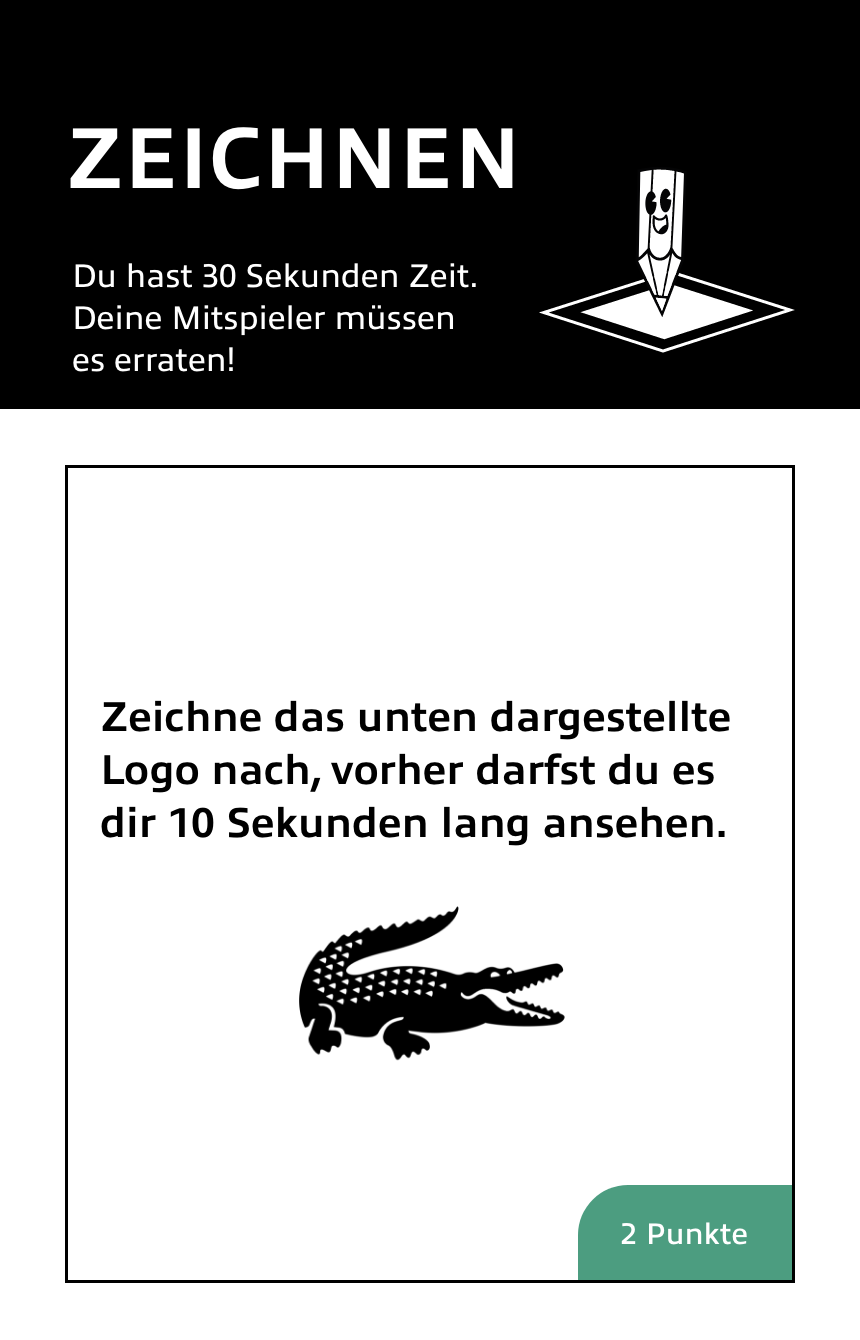 ZEICHNEN
Du hast 30 Sekunden Zeit.
Deine Mitspieler müssen
es erraten!
Zeichne das unten dargestellte
Logo nach, vorher darfst du es
dir 10 Sekunden lang ansehen.
2 Punkte